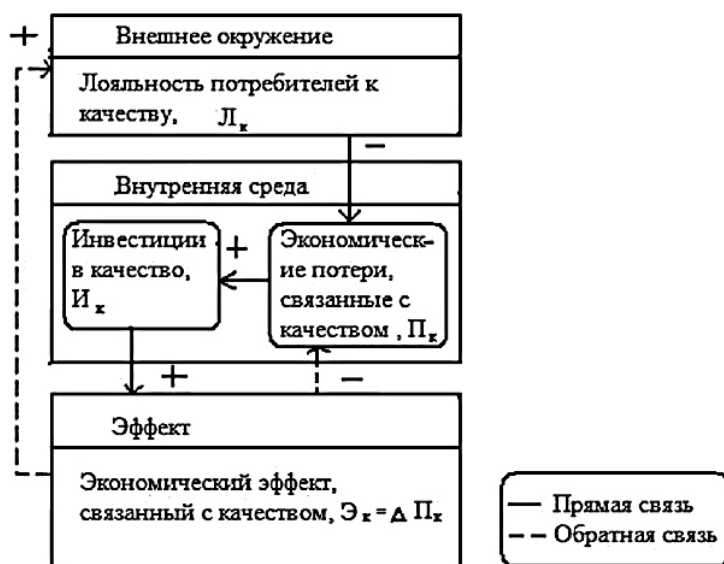 +
Внешнее окружение
Лояльность потребителей к
качеству, Лк
−
Внутренняя среда
Инвестиции
в качество,
Ик
+
Экономическ-
ие потери,
связанные с
качеством , Пк
+
−
Эффект
Экономический эффект,
связанный с качеством, Эк = Δ Пк
Прямая связь
Обратная связь